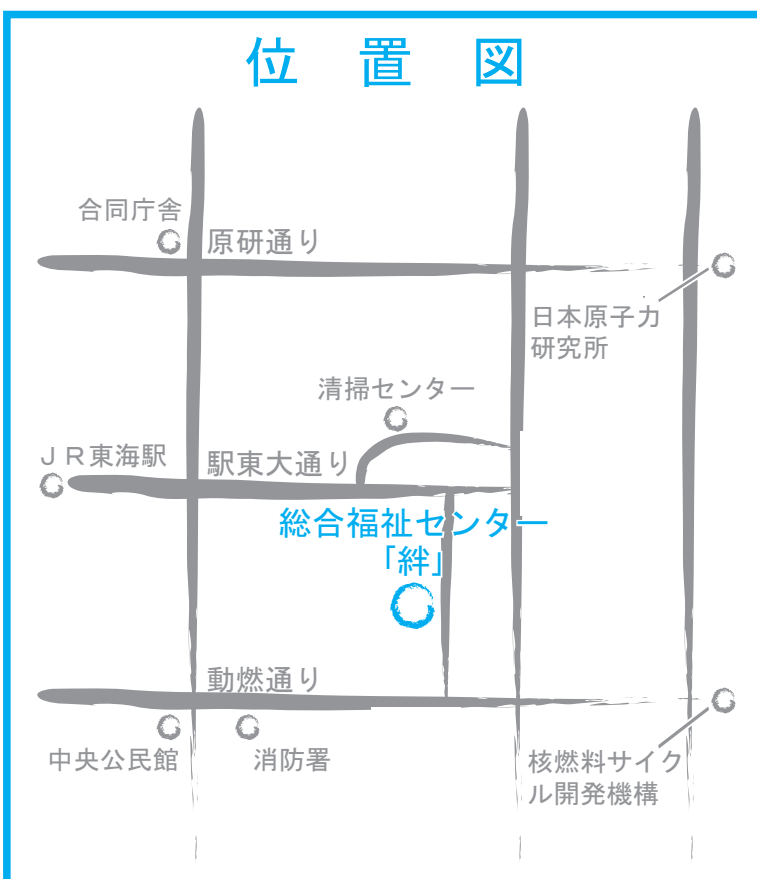 位置図
合同庁舎
原研通り
日本原子力
研究所
清掃センター
ＪＲ東海駅
駅東大通り
総合福祉センター
「絆」
動燃通り
中央公民館
消防署
核燃料サイク
ル開発機構